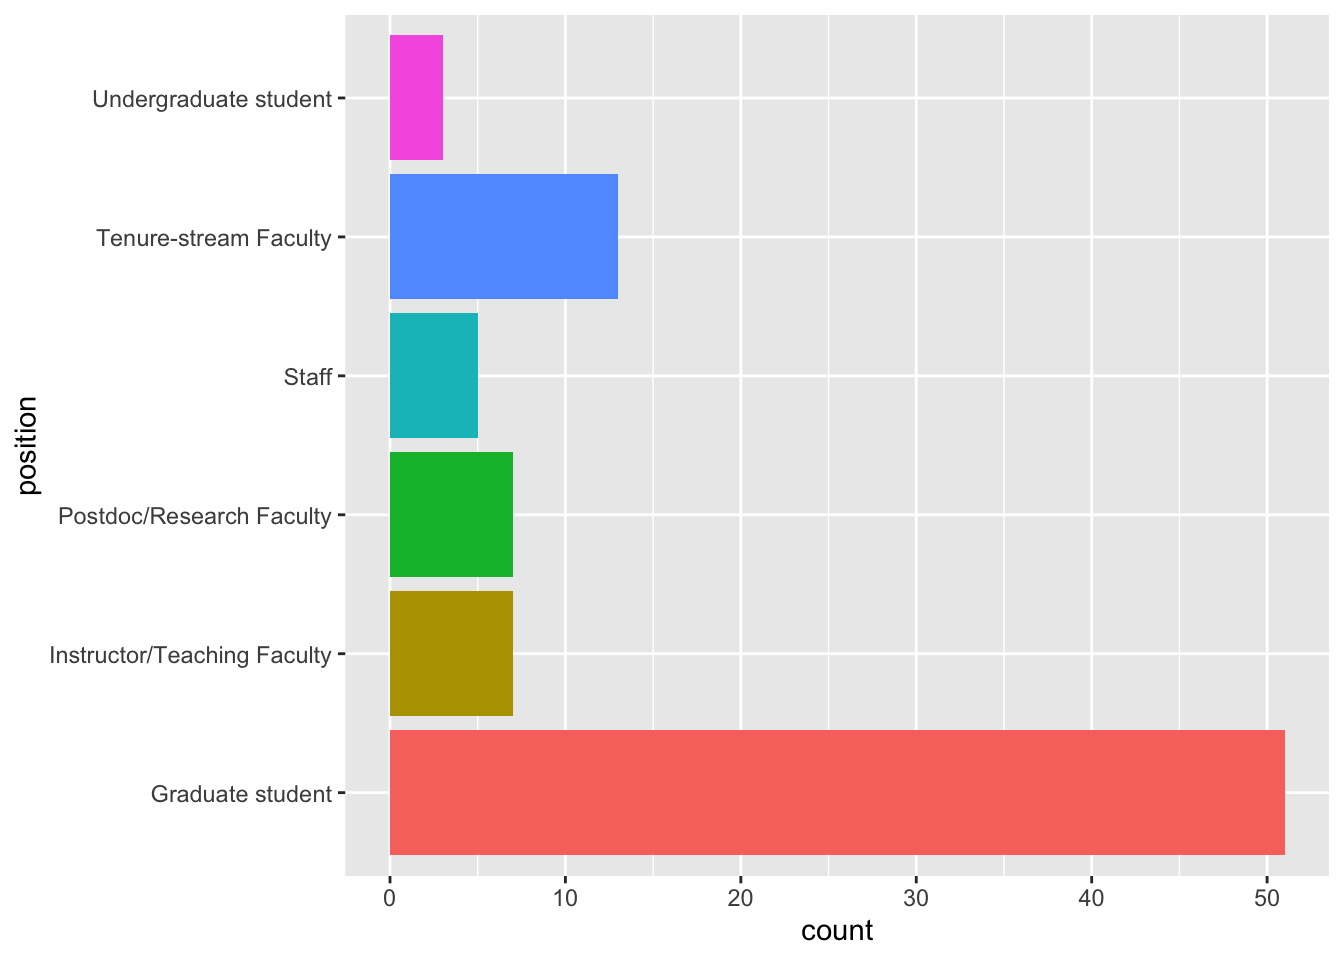 Undergraduate student
Tenure-stream Faculty
Staff
Postdoc/Research Faculty
Instructor/Teaching Faculty
Graduate student
position
0 10 20 30 40 50
count